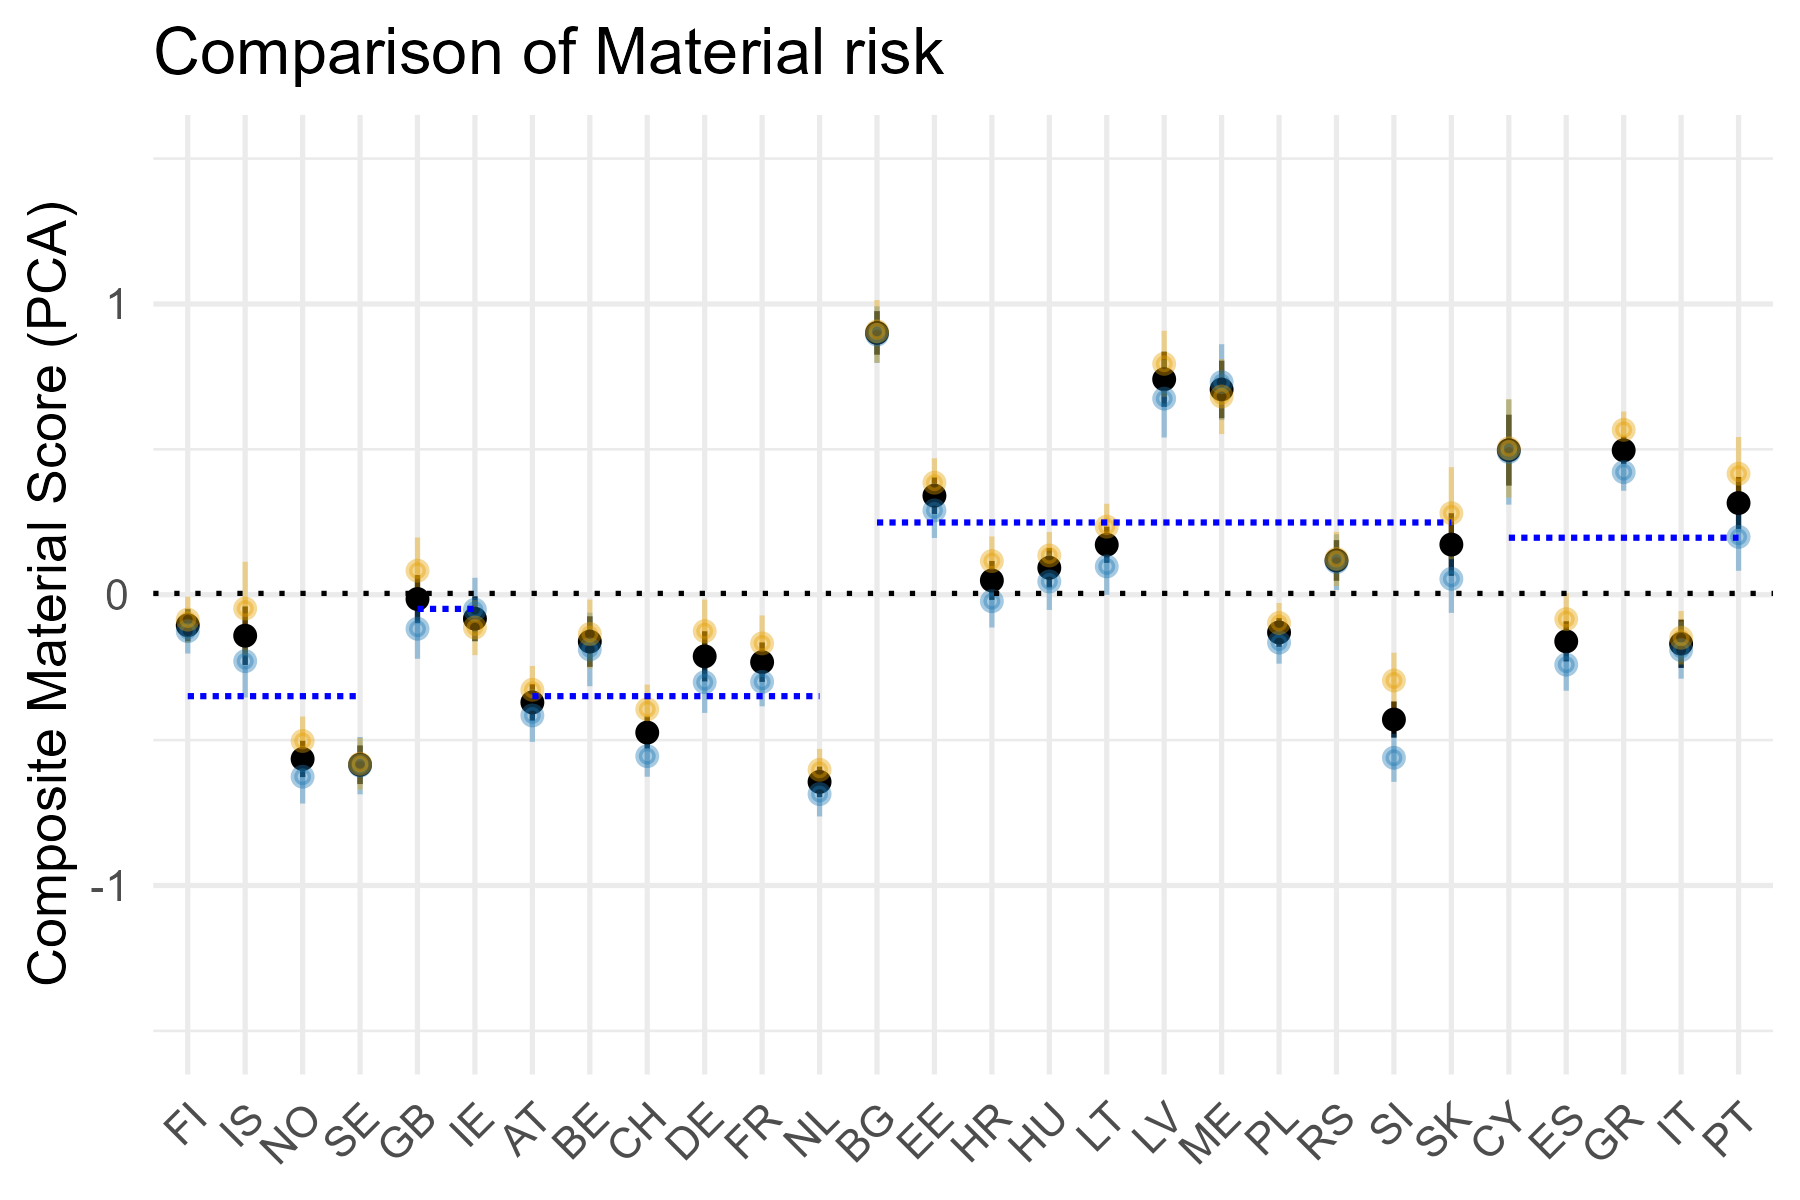 Comparison of Material risk
Composite Material Score (PCA)
1
0
-1
FI
IS
NO
SE
GB
IE
AT
BE
CH
DE
FR
NL
BG
EE
HR
HU
LT
LV
ME
PL
RS
SI
SK
CY
ES
GR
IT
PT